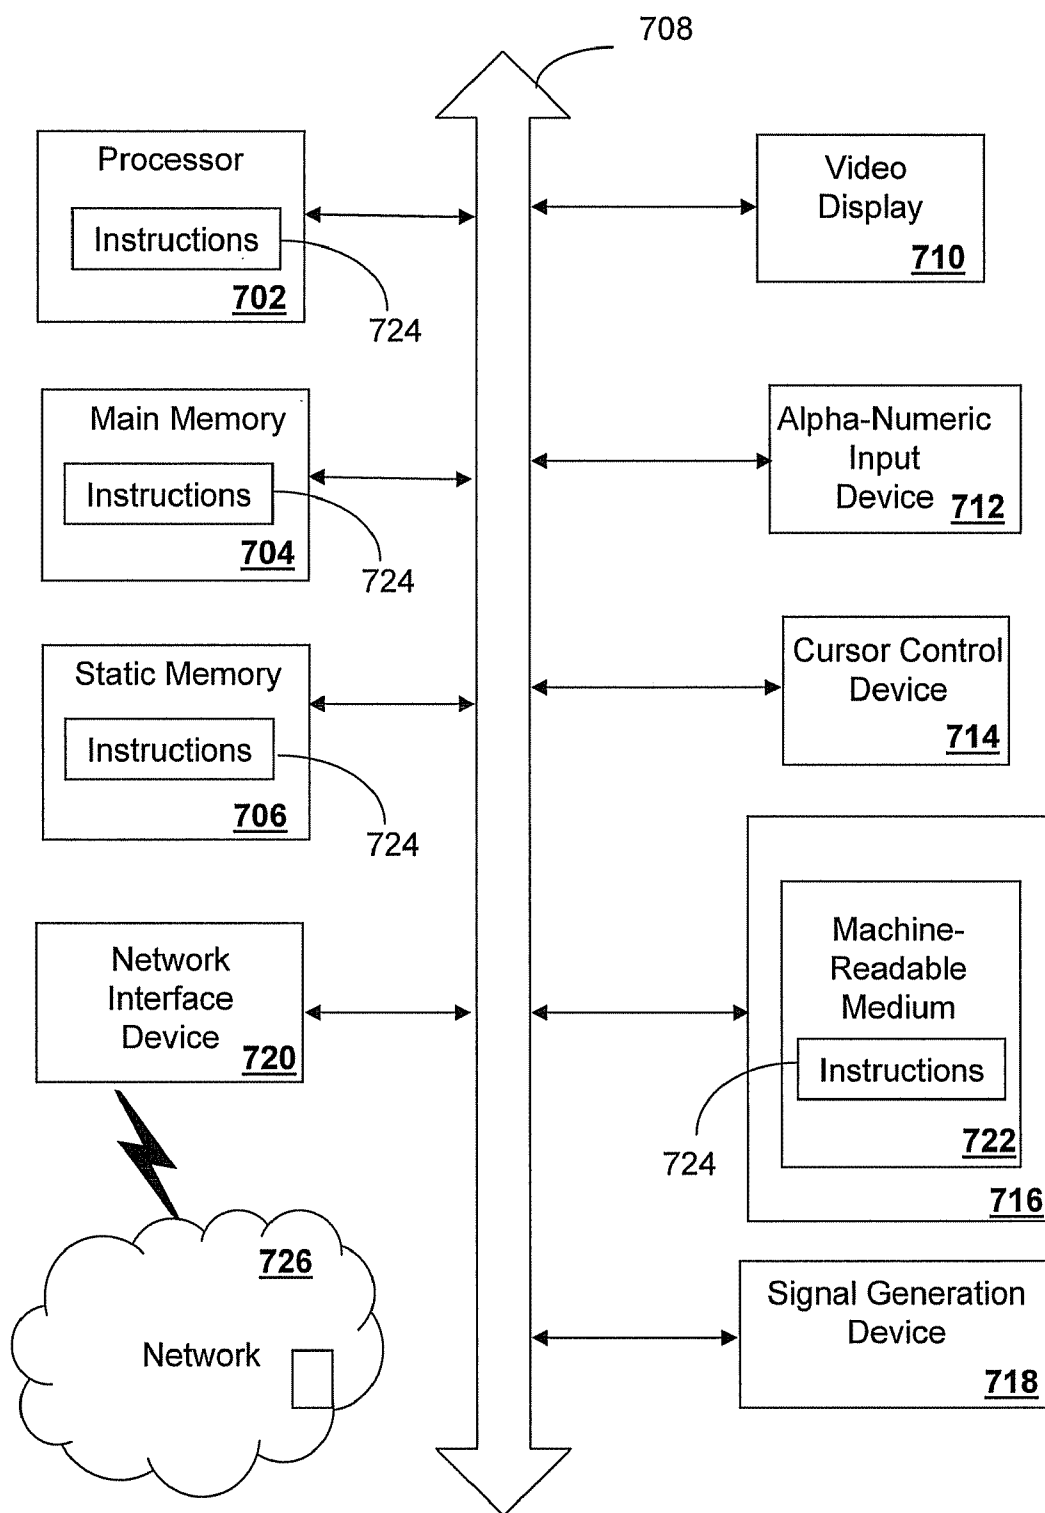 708
Processor
Instructions
702
724
Main Memory
Instructions
704
724
Static Memory
Instructions
706
724
Network
Interface
Device
720
726
Network
Video
Display
710
Alpha-Numeric
Input
Device
712
Cursor Control
Device
714
Machine-
Readable
Medium
Instructions
722
724
716
Signal Generation
Device
718